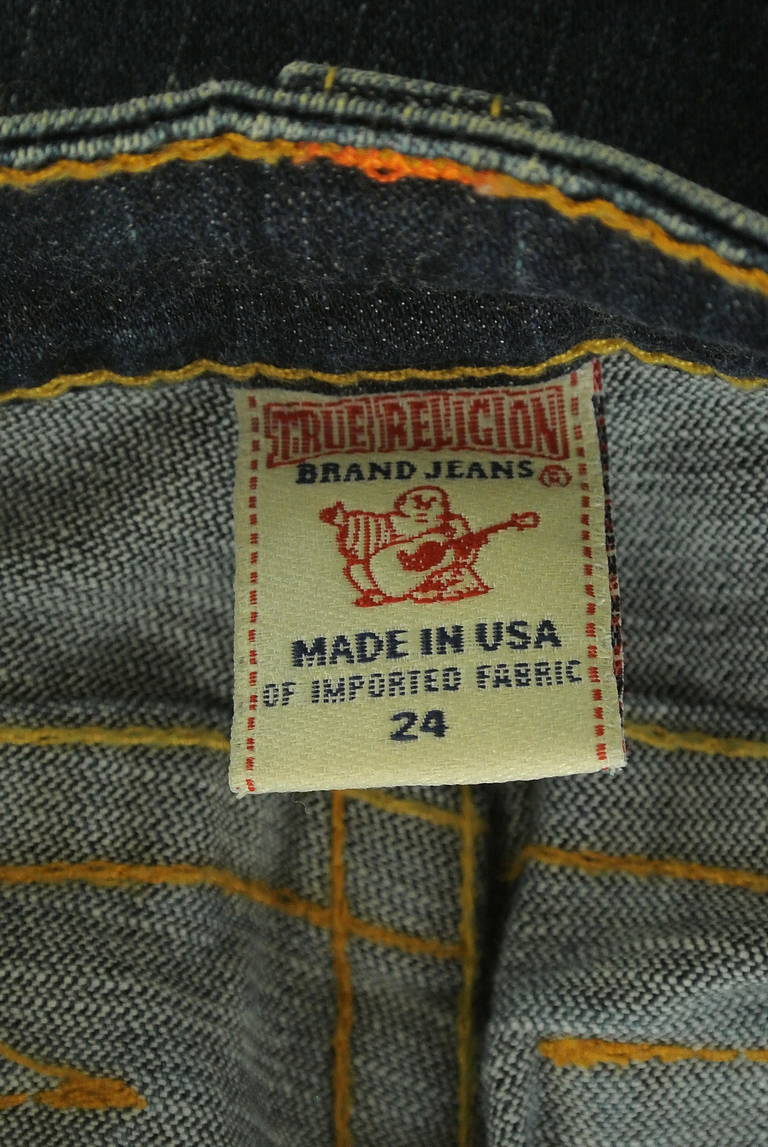 TRUE RELIGION
BRAND JEANS®
MADE IN USA
OF IMPORTED FABRIC
24